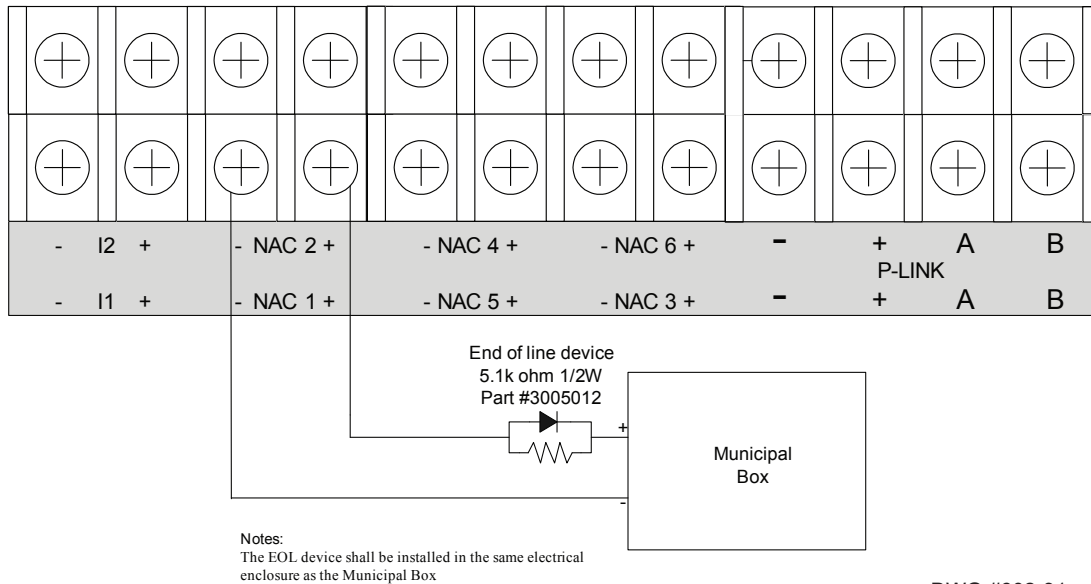 - I2 + - NAC 2 + - NAC 4 + - NAC 6 + - + A B
P-LINK
- I1 + - NAC 1 + - NAC 5 + - NAC 3 + - + A B
End of line device
5.1k ohm 1/2W
Part #3005012
+
Municipal
Box
-
Notes:
The EOL device shall be installed in the same electrical
enclosure as the Municipal Box